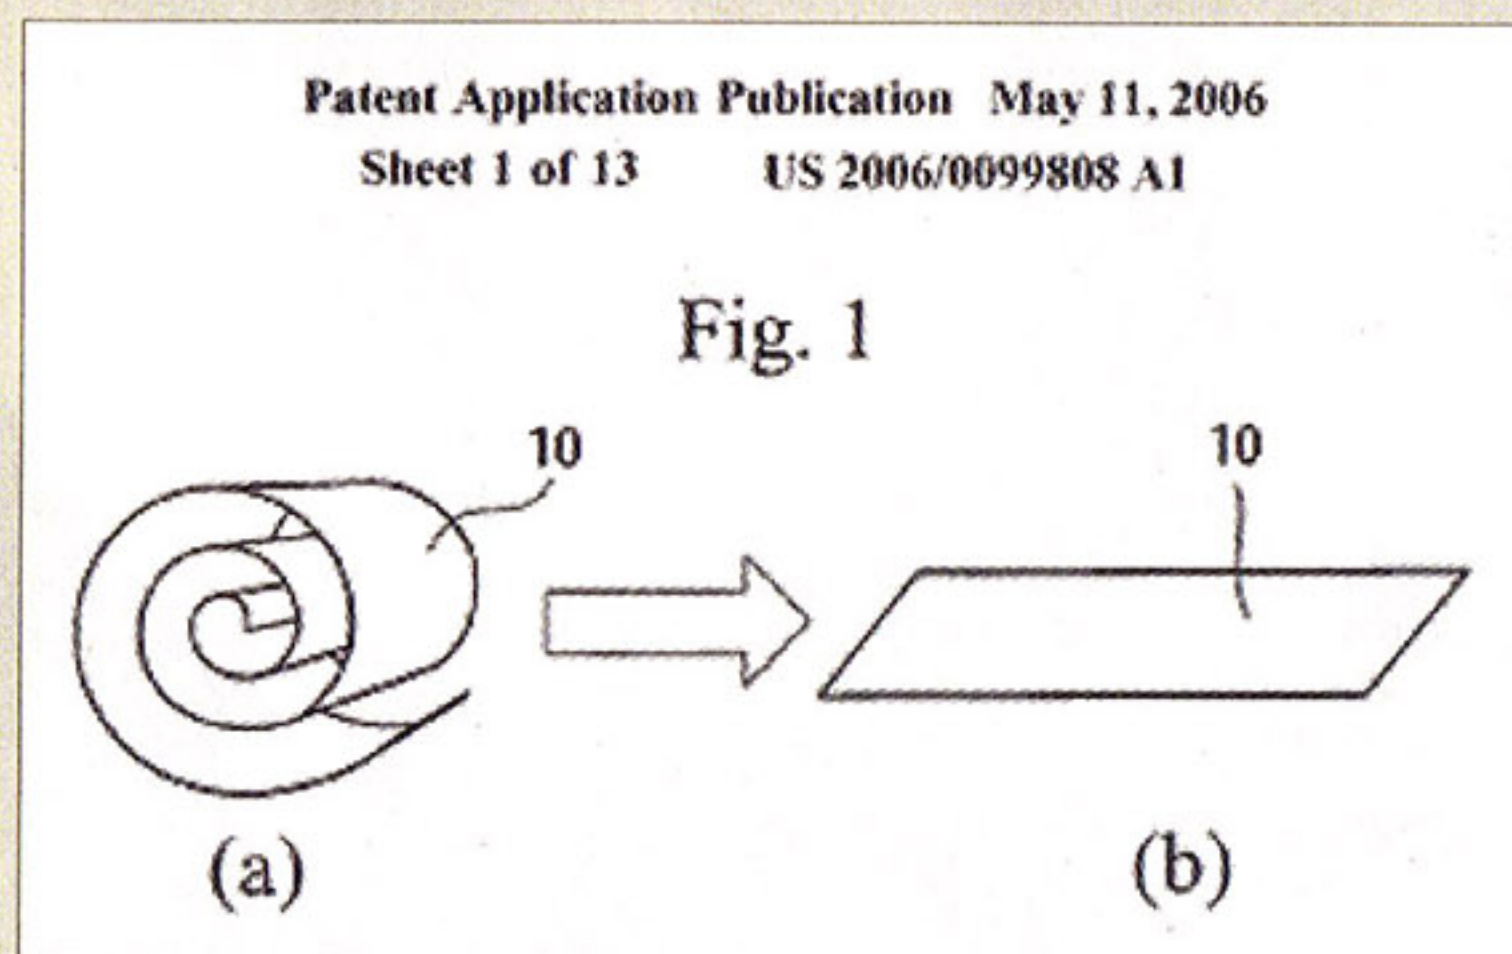 Patent Application Publication May 11, 2006
Sheet 1 of 13 US 2006/0099808 A1
Fig. 1
10
10
(a)
(b)